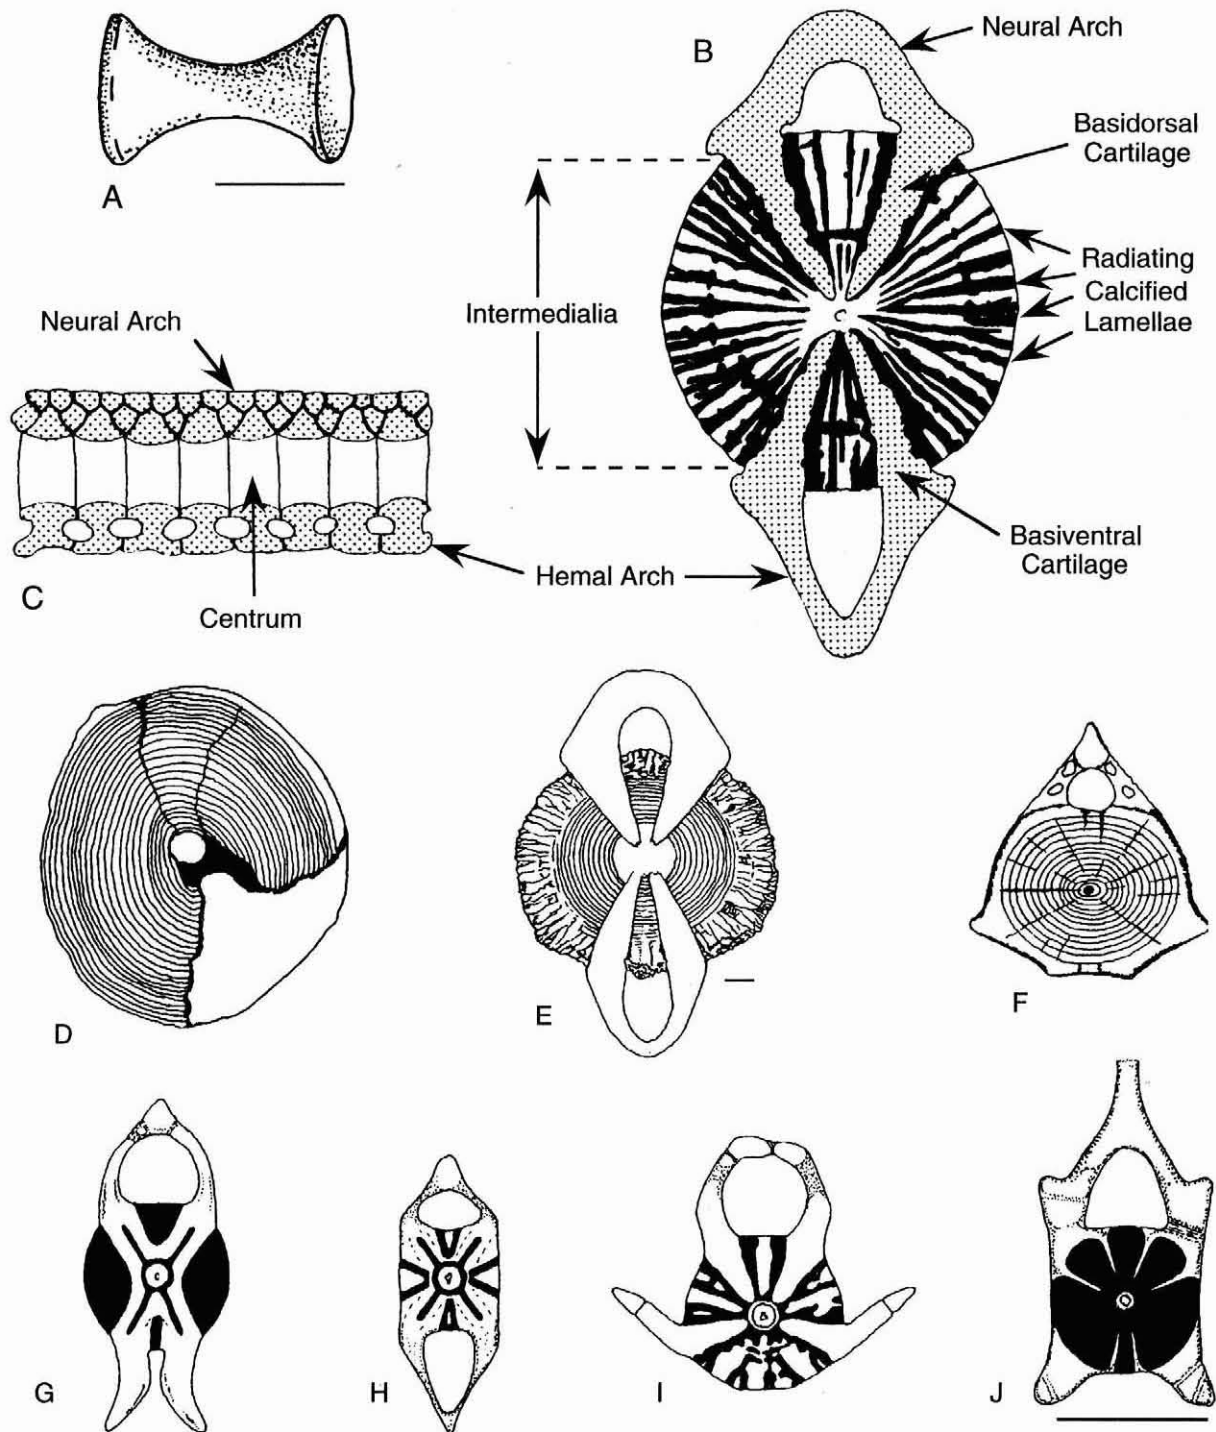 A
B
Neural Arch
Basidorsal
Cartilage
Radiating
Calcified
Lamellae
Intermedialia
Neural Arch
Basiventral
Cartilage
Hemal Arch
C
Centrum
D
E
F
G
H
I
J